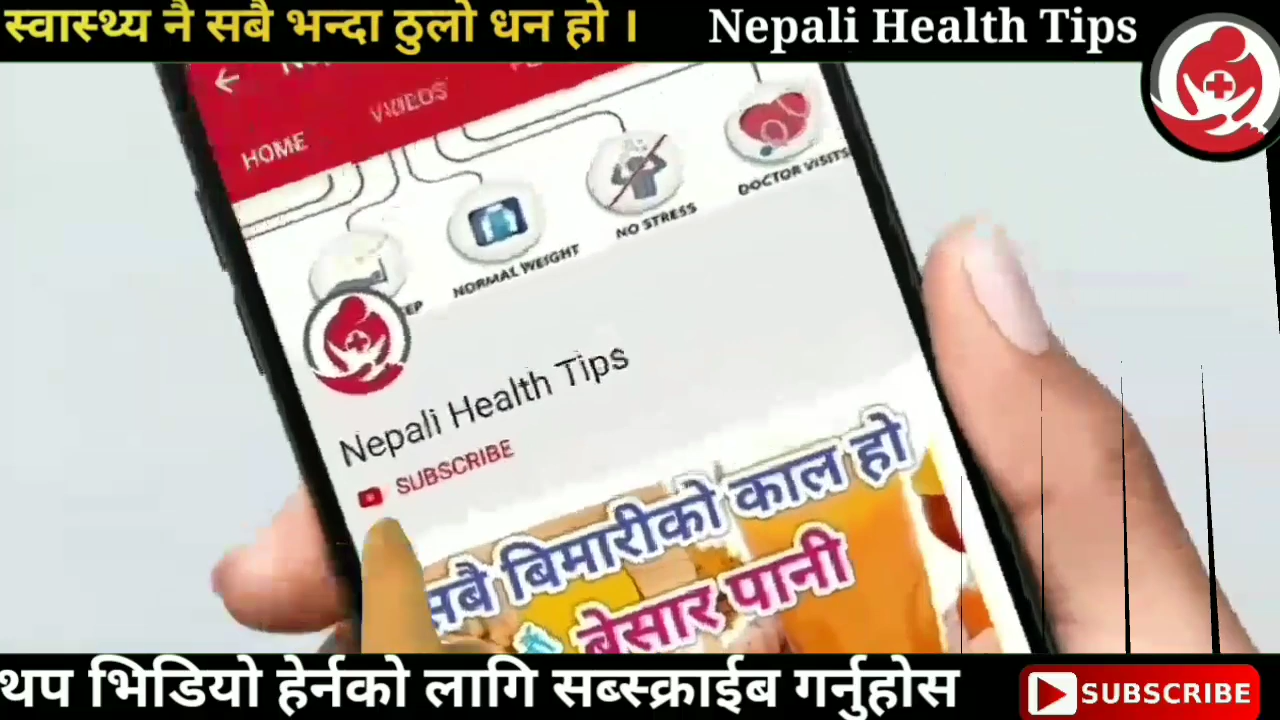 स्वास्थ्य नै सबै भन्दा ठुलो धन हो ।
Nepali Health Tips
HOME
VIDEOS
NORMAL WEIGHT
NO STRESS
DOCTOR VISITS
Nepali Health Tips
SUBSCRIBE
सबै बिमारीको काल हो
बेसार पानी
थप भिडियो हेर्नको लागि सब्स्क्राईब गर्नुहोस
SUBSCRIBE